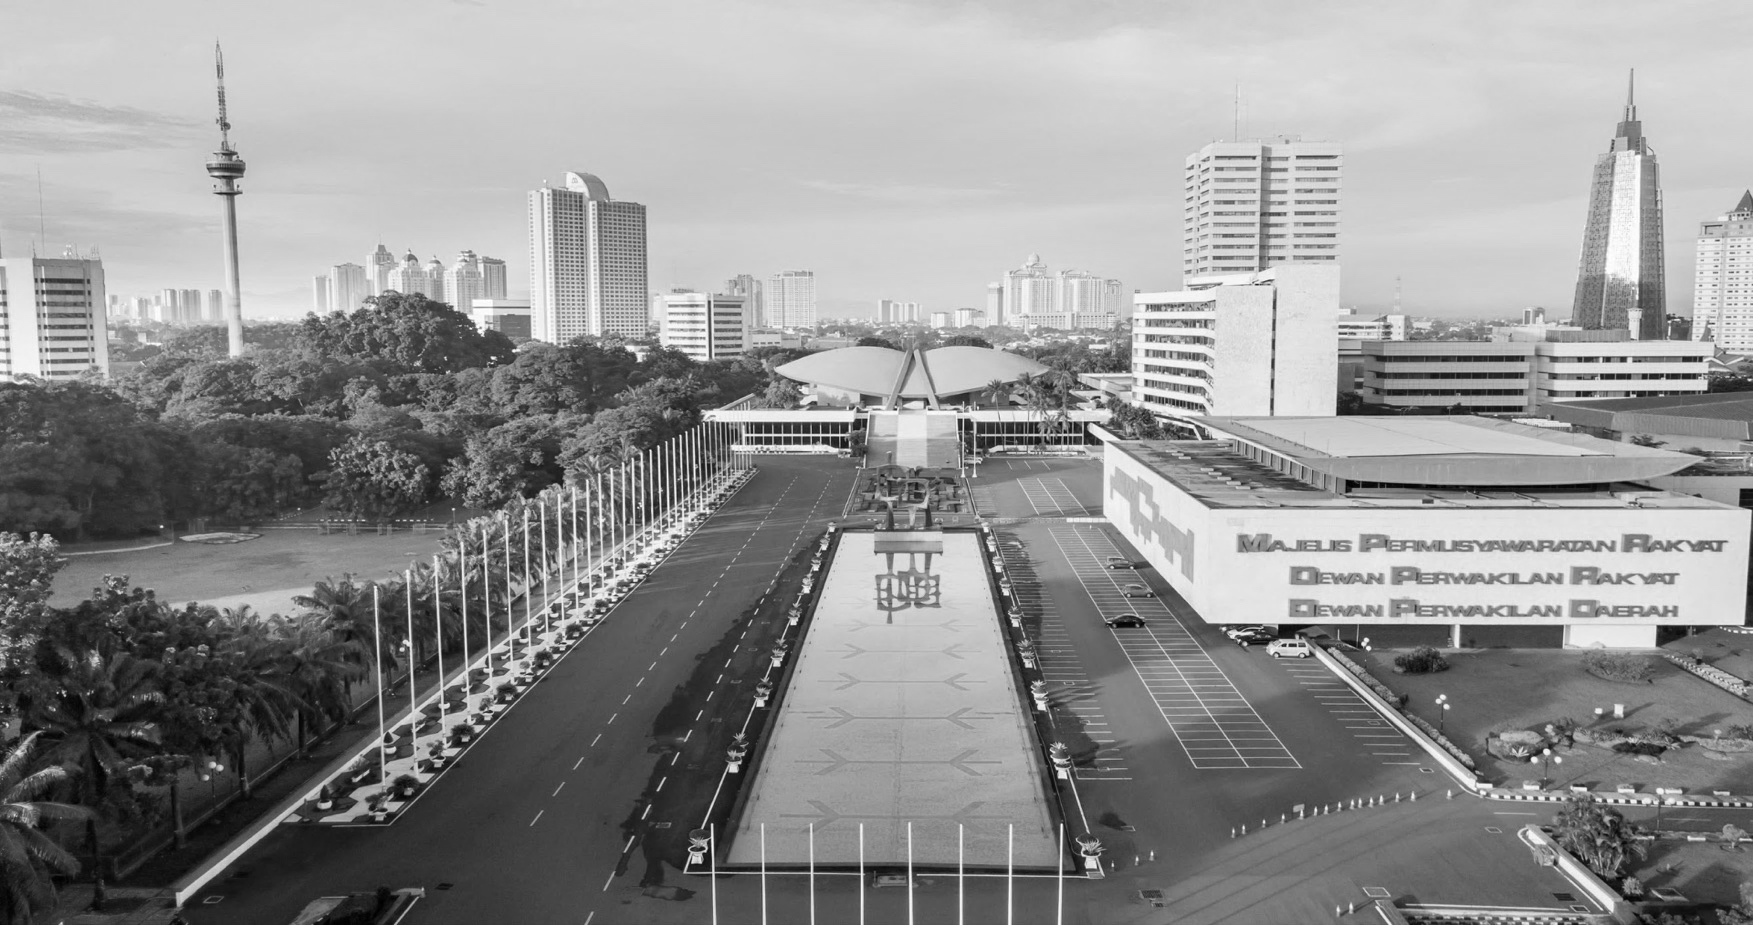 MAJELIS PERMUSYAWARATAN RAKYAT
DEWAN PERWAKILAN RAKYAT
DEWAN PERWAKILAN DAERAH